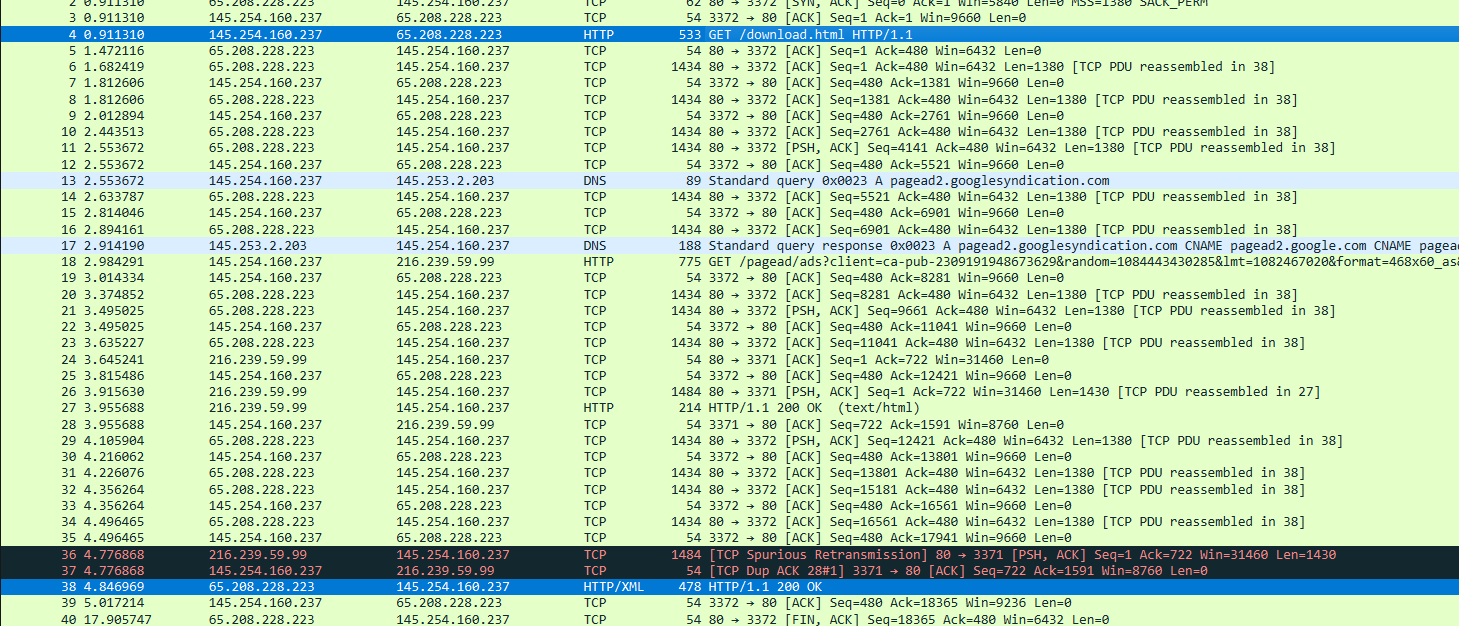 2 0.911310 65.208.228.223 145.254.160.237 TCP 62 80 → 3372 [SYN, ACK] Seq=0 Ack=1 Win=5840 Len=0 MSS=1380 SACK_PERM
3 0.911310 145.254.160.237 65.208.228.223 TCP 54 3372 → 80 [ACK] Seq=1 Ack=1 Win=9660 Len=0
4 0.911310 145.254.160.237 65.208.228.223 HTTP 533 GET /download.html HTTP/1.1
5 1.472116 65.208.228.223 145.254.160.237 TCP 54 80 → 3372 [ACK] Seq=1 Ack=480 Win=6432 Len=0
6 1.682419 65.208.228.223 145.254.160.237 TCP 1434 80 → 3372 [ACK] Seq=1 Ack=480 Win=6432 Len=1380 [TCP PDU reassembled in 38]
7 1.812606 145.254.160.237 65.208.228.223 TCP 54 3372 → 80 [ACK] Seq=480 Ack=1381 Win=9660 Len=0
8 1.812606 65.208.228.223 145.254.160.237 TCP 1434 80 → 3372 [ACK] Seq=1381 Ack=480 Win=6432 Len=1380 [TCP PDU reassembled in 38]
9 2.012894 145.254.160.237 65.208.228.223 TCP 54 3372 → 80 [ACK] Seq=480 Ack=2761 Win=9660 Len=0
10 2.443513 65.208.228.223 145.254.160.237 TCP 1434 80 → 3372 [ACK] Seq=2761 Ack=480 Win=6432 Len=1380 [TCP PDU reassembled in 38]
11 2.553672 65.208.228.223 145.254.160.237 TCP 1434 80 → 3372 [PSH, ACK] Seq=4141 Ack=480 Win=6432 Len=1380 [TCP PDU reassembled in 38]
12 2.553672 145.254.160.237 65.208.228.223 TCP 54 3372 → 80 [ACK] Seq=480 Ack=5521 Win=9660 Len=0
13 2.553672 145.254.160.237 145.253.2.203 DNS 89 Standard query 0x0023 A pagead2.googlesyndication.com
14 2.633787 65.208.228.223 145.254.160.237 TCP 1434 80 → 3372 [ACK] Seq=5521 Ack=480 Win=6432 Len=1380 [TCP PDU reassembled in 38]
15 2.814046 145.254.160.237 65.208.228.223 TCP 54 3372 → 80 [ACK] Seq=480 Ack=6901 Win=9660 Len=0
16 2.894161 65.208.228.223 145.254.160.237 TCP 1434 80 → 3372 [ACK] Seq=6901 Ack=480 Win=6432 Len=1380 [TCP PDU reassembled in 38]
17 2.914190 145.253.2.203 145.254.160.237 DNS 188 Standard query response 0x0023 A pagead2.googlesyndication.com CNAME pagead2.google.com CNAME pagead
18 2.984291 145.254.160.237 216.239.59.99 HTTP 775 GET /pagead/ads?client=ca-pub-2309191948673629&random=1084443430285&lmt=1082467020&format=468x60_as&
19 3.014334 145.254.160.237 65.208.228.223 TCP 54 3372 → 80 [ACK] Seq=480 Ack=8281 Win=9660 Len=0
20 3.374852 65.208.228.223 145.254.160.237 TCP 1434 80 → 3372 [ACK] Seq=8281 Ack=480 Win=6432 Len=1380 [TCP PDU reassembled in 38]
21 3.495025 65.208.228.223 145.254.160.237 TCP 1434 80 → 3372 [PSH, ACK] Seq=9661 Ack=480 Win=6432 Len=1380 [TCP PDU reassembled in 38]
22 3.495025 145.254.160.237 65.208.228.223 TCP 54 3372 → 80 [ACK] Seq=480 Ack=11041 Win=9660 Len=0
23 3.635227 65.208.228.223 145.254.160.237 TCP 1434 80 → 3372 [ACK] Seq=11041 Ack=480 Win=6432 Len=1380 [TCP PDU reassembled in 38]
24 3.645241 216.239.59.99 145.254.160.237 TCP 54 80 → 3371 [ACK] Seq=1 Ack=722 Win=31460 Len=0
25 3.815486 145.254.160.237 65.208.228.223 TCP 54 3372 → 80 [ACK] Seq=480 Ack=12421 Win=9660 Len=0
26 3.915630 216.239.59.99 145.254.160.237 TCP 1484 80 → 3371 [PSH, ACK] Seq=1 Ack=722 Win=31460 Len=1430 [TCP PDU reassembled in 27]
27 3.955688 216.239.59.99 145.254.160.237 HTTP 214 HTTP/1.1 200 OK (text/html)
28 3.955688 145.254.160.237 216.239.59.99 TCP 54 3371 → 80 [ACK] Seq=722 Ack=1591 Win=8760 Len=0
29 4.105904 65.208.228.223 145.254.160.237 TCP 1434 80 → 3372 [PSH, ACK] Seq=12421 Ack=480 Win=6432 Len=1380 [TCP PDU reassembled in 38]
30 4.216062 145.254.160.237 65.208.228.223 TCP 54 3372 → 80 [ACK] Seq=480 Ack=13801 Win=9660 Len=0
31 4.226076 65.208.228.223 145.254.160.237 TCP 1434 80 → 3372 [ACK] Seq=13801 Ack=480 Win=6432 Len=1380 [TCP PDU reassembled in 38]
32 4.356264 65.208.228.223 145.254.160.237 TCP 1434 80 → 3372 [ACK] Seq=15181 Ack=480 Win=6432 Len=1380 [TCP PDU reassembled in 38]
33 4.356264 145.254.160.237 65.208.228.223 TCP 54 3372 → 80 [ACK] Seq=480 Ack=16561 Win=9660 Len=0
34 4.496465 65.208.228.223 145.254.160.237 TCP 1434 80 → 3372 [ACK] Seq=16561 Ack=480 Win=6432 Len=1380 [TCP PDU reassembled in 38]
35 4.496465 145.254.160.237 65.208.228.223 TCP 54 3372 → 80 [ACK] Seq=480 Ack=17941 Win=9660 Len=0
36 4.776868 216.239.59.99 145.254.160.237 TCP 1484 [TCP Spurious Retransmission] 80 → 3371 [PSH, ACK] Seq=1 Ack=722 Win=31460 Len=1430
37 4.776868 145.254.160.237 216.239.59.99 TCP 54 [TCP Dup ACK 28#1] 3371 → 80 [ACK] Seq=722 Ack=1591 Win=8760 Len=0
38 4.846969 65.208.228.223 145.254.160.237 HTTP/XML 478 HTTP/1.1 200 OK
39 5.017214 145.254.160.237 65.208.228.223 TCP 54 3372 → 80 [ACK] Seq=480 Ack=18365 Win=9236 Len=0
40 17.905747 65.208.228.223 145.254.160.237 TCP 54 80 → 3372 [FIN, ACK] Seq=18365 Ack=480 Win=6432 Len=0